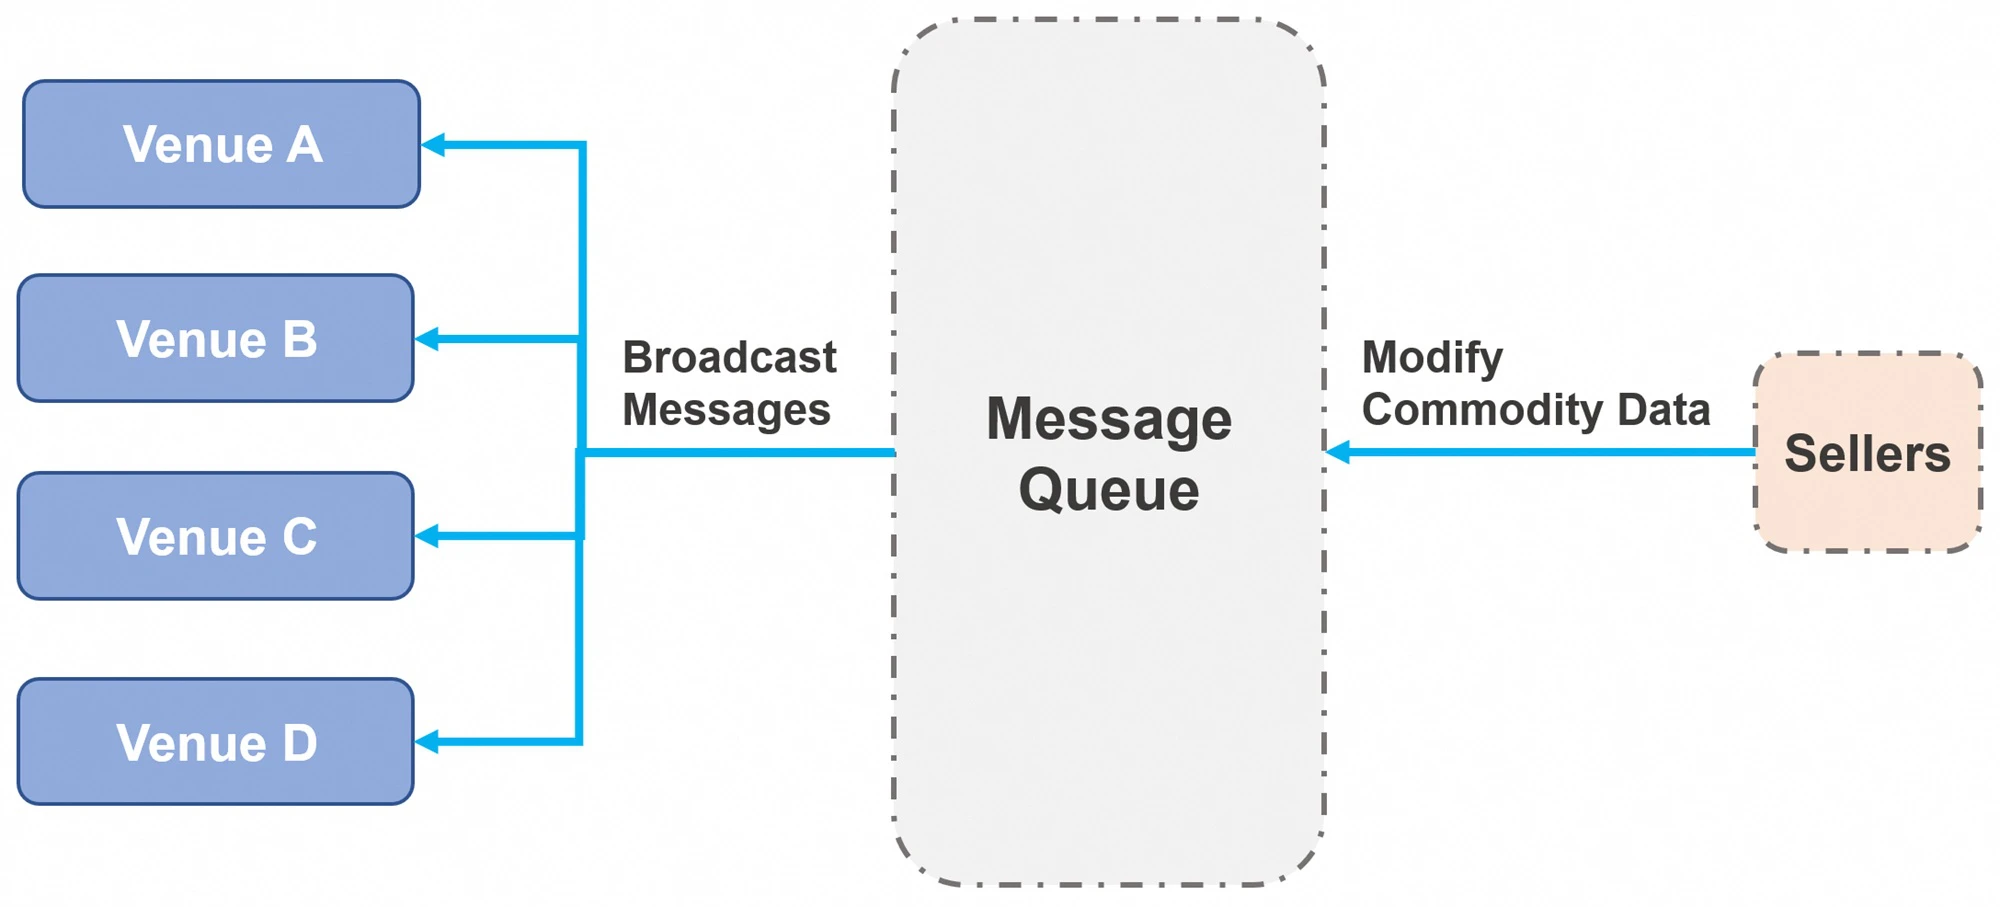 Venue A
Venue B
Venue C
Venue D
Broadcast
Messages
Message
Queue
Modify
Commodity Data
Sellers